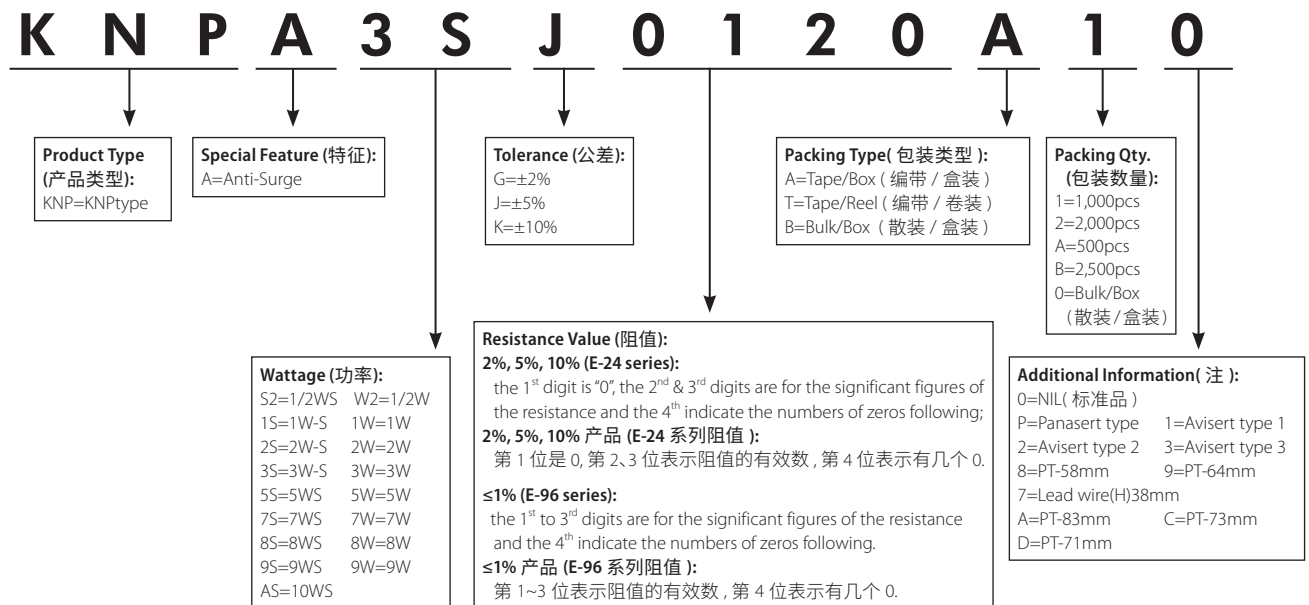 K N P A 3 S J 0 1 2 0 A 1 0
Product Type
(产品类型):
KNP=KNPtype
Special Feature (特征):
A=Anti-Surge
Tolerance (公差):
G=±2%
J=±5%
K=±10%
Packing Type( 包装类型 ):
A=Tape/Box ( 编带 / 盒装 )
T=Tape/Reel ( 编带 / 卷装 )
B=Bulk/Box ( 散装 / 盒装 )
Packing Qty.
(包装数量):
1=1,000pcs
2=2,000pcs
A=500pcs
B=2,500pcs
0=Bulk/Box
(散装/盒装)
Wattage (功率):
S2=1/2WS W2=1/2W
1S=1W-S 1W=1W
2S=2W-S 2W=2W
3S=3W-S 3W=3W
5S=5WS 5W=5W
7S=7WS 7W=7W
8S=8WS 8W=8W
9S=9WS 9W=9W
AS=10WS
Resistance Value (阻值):
2%, 5%, 10% (E-24 series):
the 1st digit is "0", the 2nd & 3rd digits are for the significant figures of
the resistance and the 4th indicate the numbers of zeros following;
2%, 5%, 10% 产品 (E-24 系列阻值 ):
第 1 位是 0, 第 2、3 位表示阻值的有效数 , 第 4 位表示有几个 0.
≤1% (E-96 series):
the 1st to 3rd digits are for the significant figures of the resistance
and the 4th indicate the numbers of zeros following.
≤1% 产品 (E-96 系列阻值 ):
第 1~3 位表示阻值的有效数 , 第 4 位表示有几个 0.
Additional Information( 注 ):
0=NIL( 标准品 )
P=Panasert type 1=Avisert type 1
2=Avisert type 2 3=Avisert type 3
8=PT-58mm 9=PT-64mm
7=Lead wire(H)38mm
A=PT-83mm C=PT-73mm
D=PT-71mm